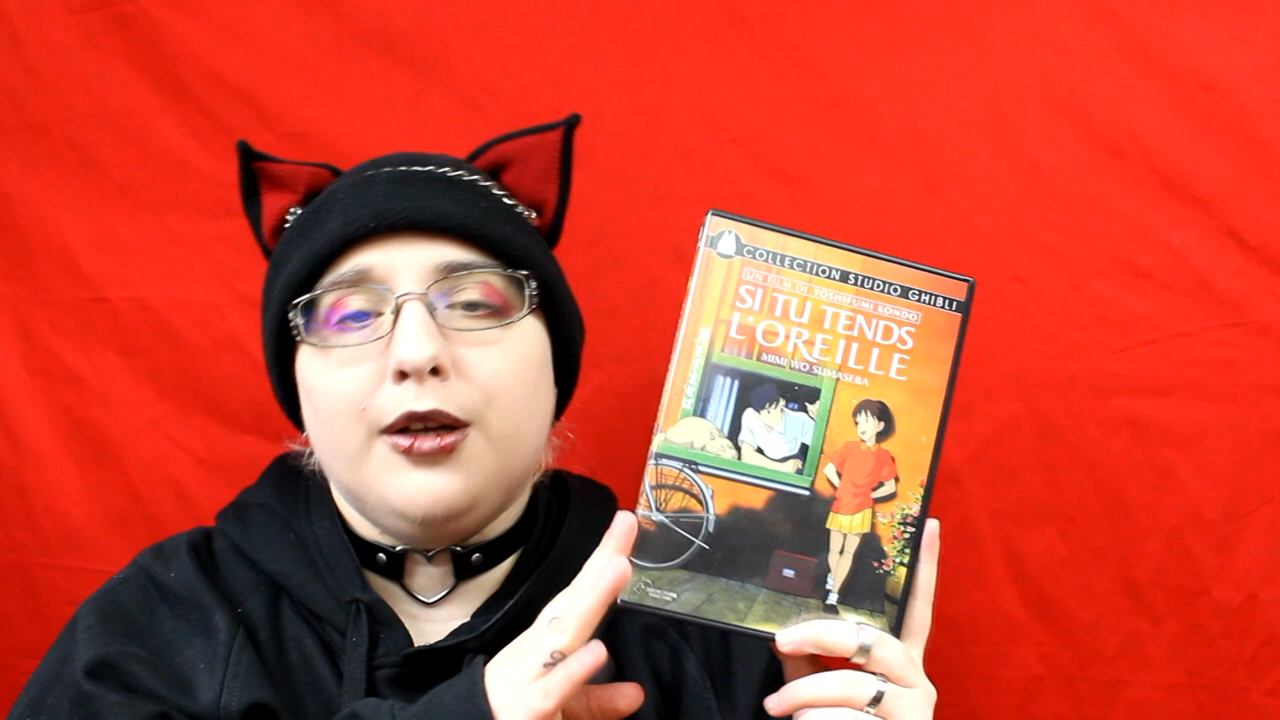 COLLECTION STUDIO GHIBLI
UN FILM DE YOSHIFUMI KONDO
SI TU TENDS
L'OREILLE
MIMI WO SUMASEBA